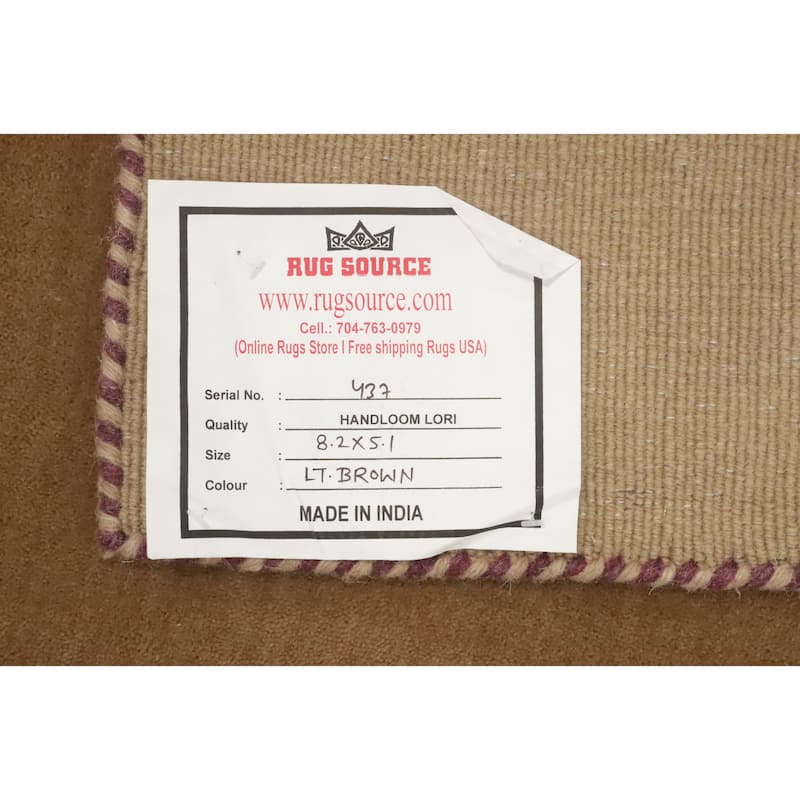 RUG SOURCE
www.rugsource.com
Cell.: 704-763-0979
(Online Rugs Store I Free shipping Rugs USA)
Serial No. : 437
Quality : HANDLOOM LORI
Size : 8.2X5.1
Colour : LT. BROWN
MADE IN INDIA